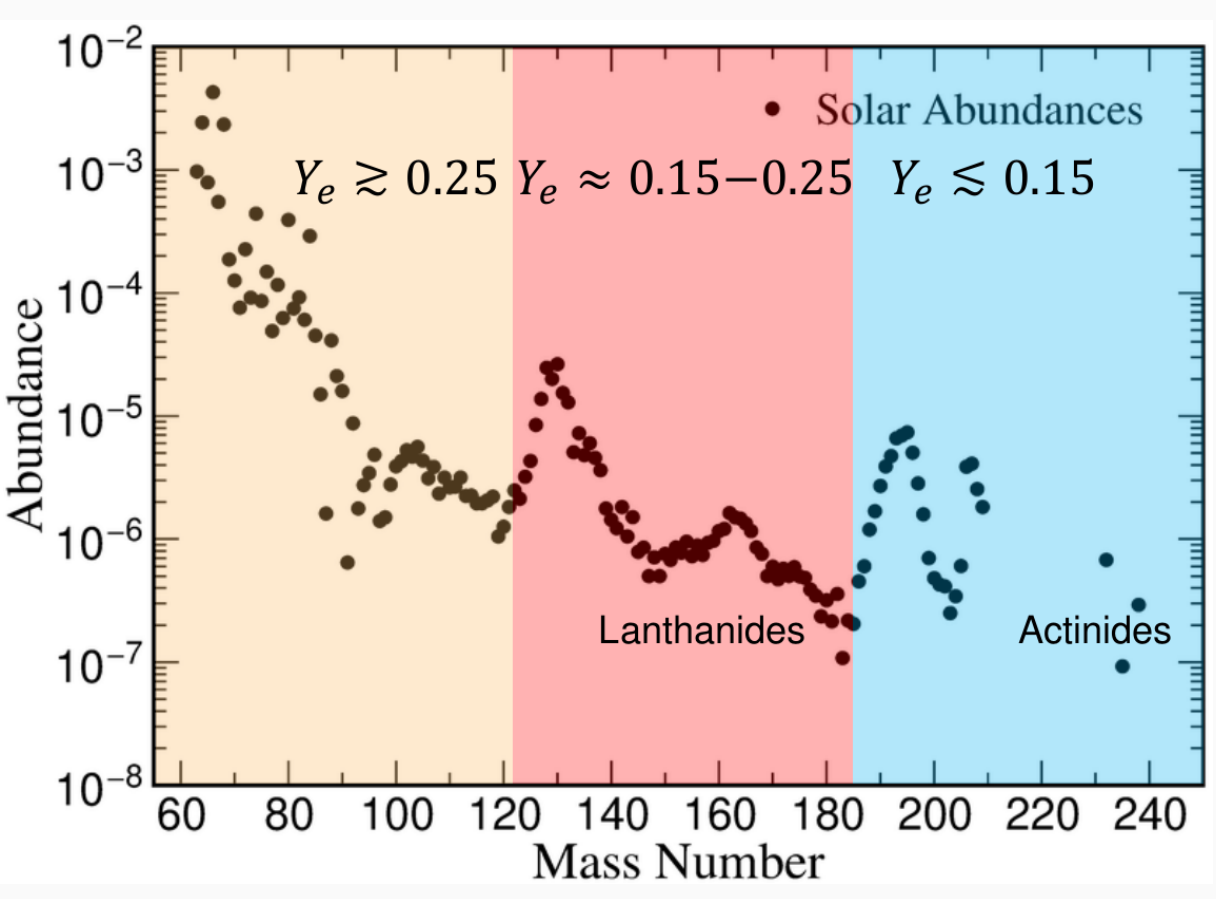 10⁻²
10⁻³
10⁻⁴
10⁻⁵
10⁻⁶
10⁻⁷
10⁻⁸
Abundance
Solar Abundances
Yₑ ≳ 0.25 Yₑ ≈ 0.15−0.25 Yₑ ≲ 0.15
Lanthanides Actinides
60 80 100 120 140 160 180 200 220 240
Mass Number